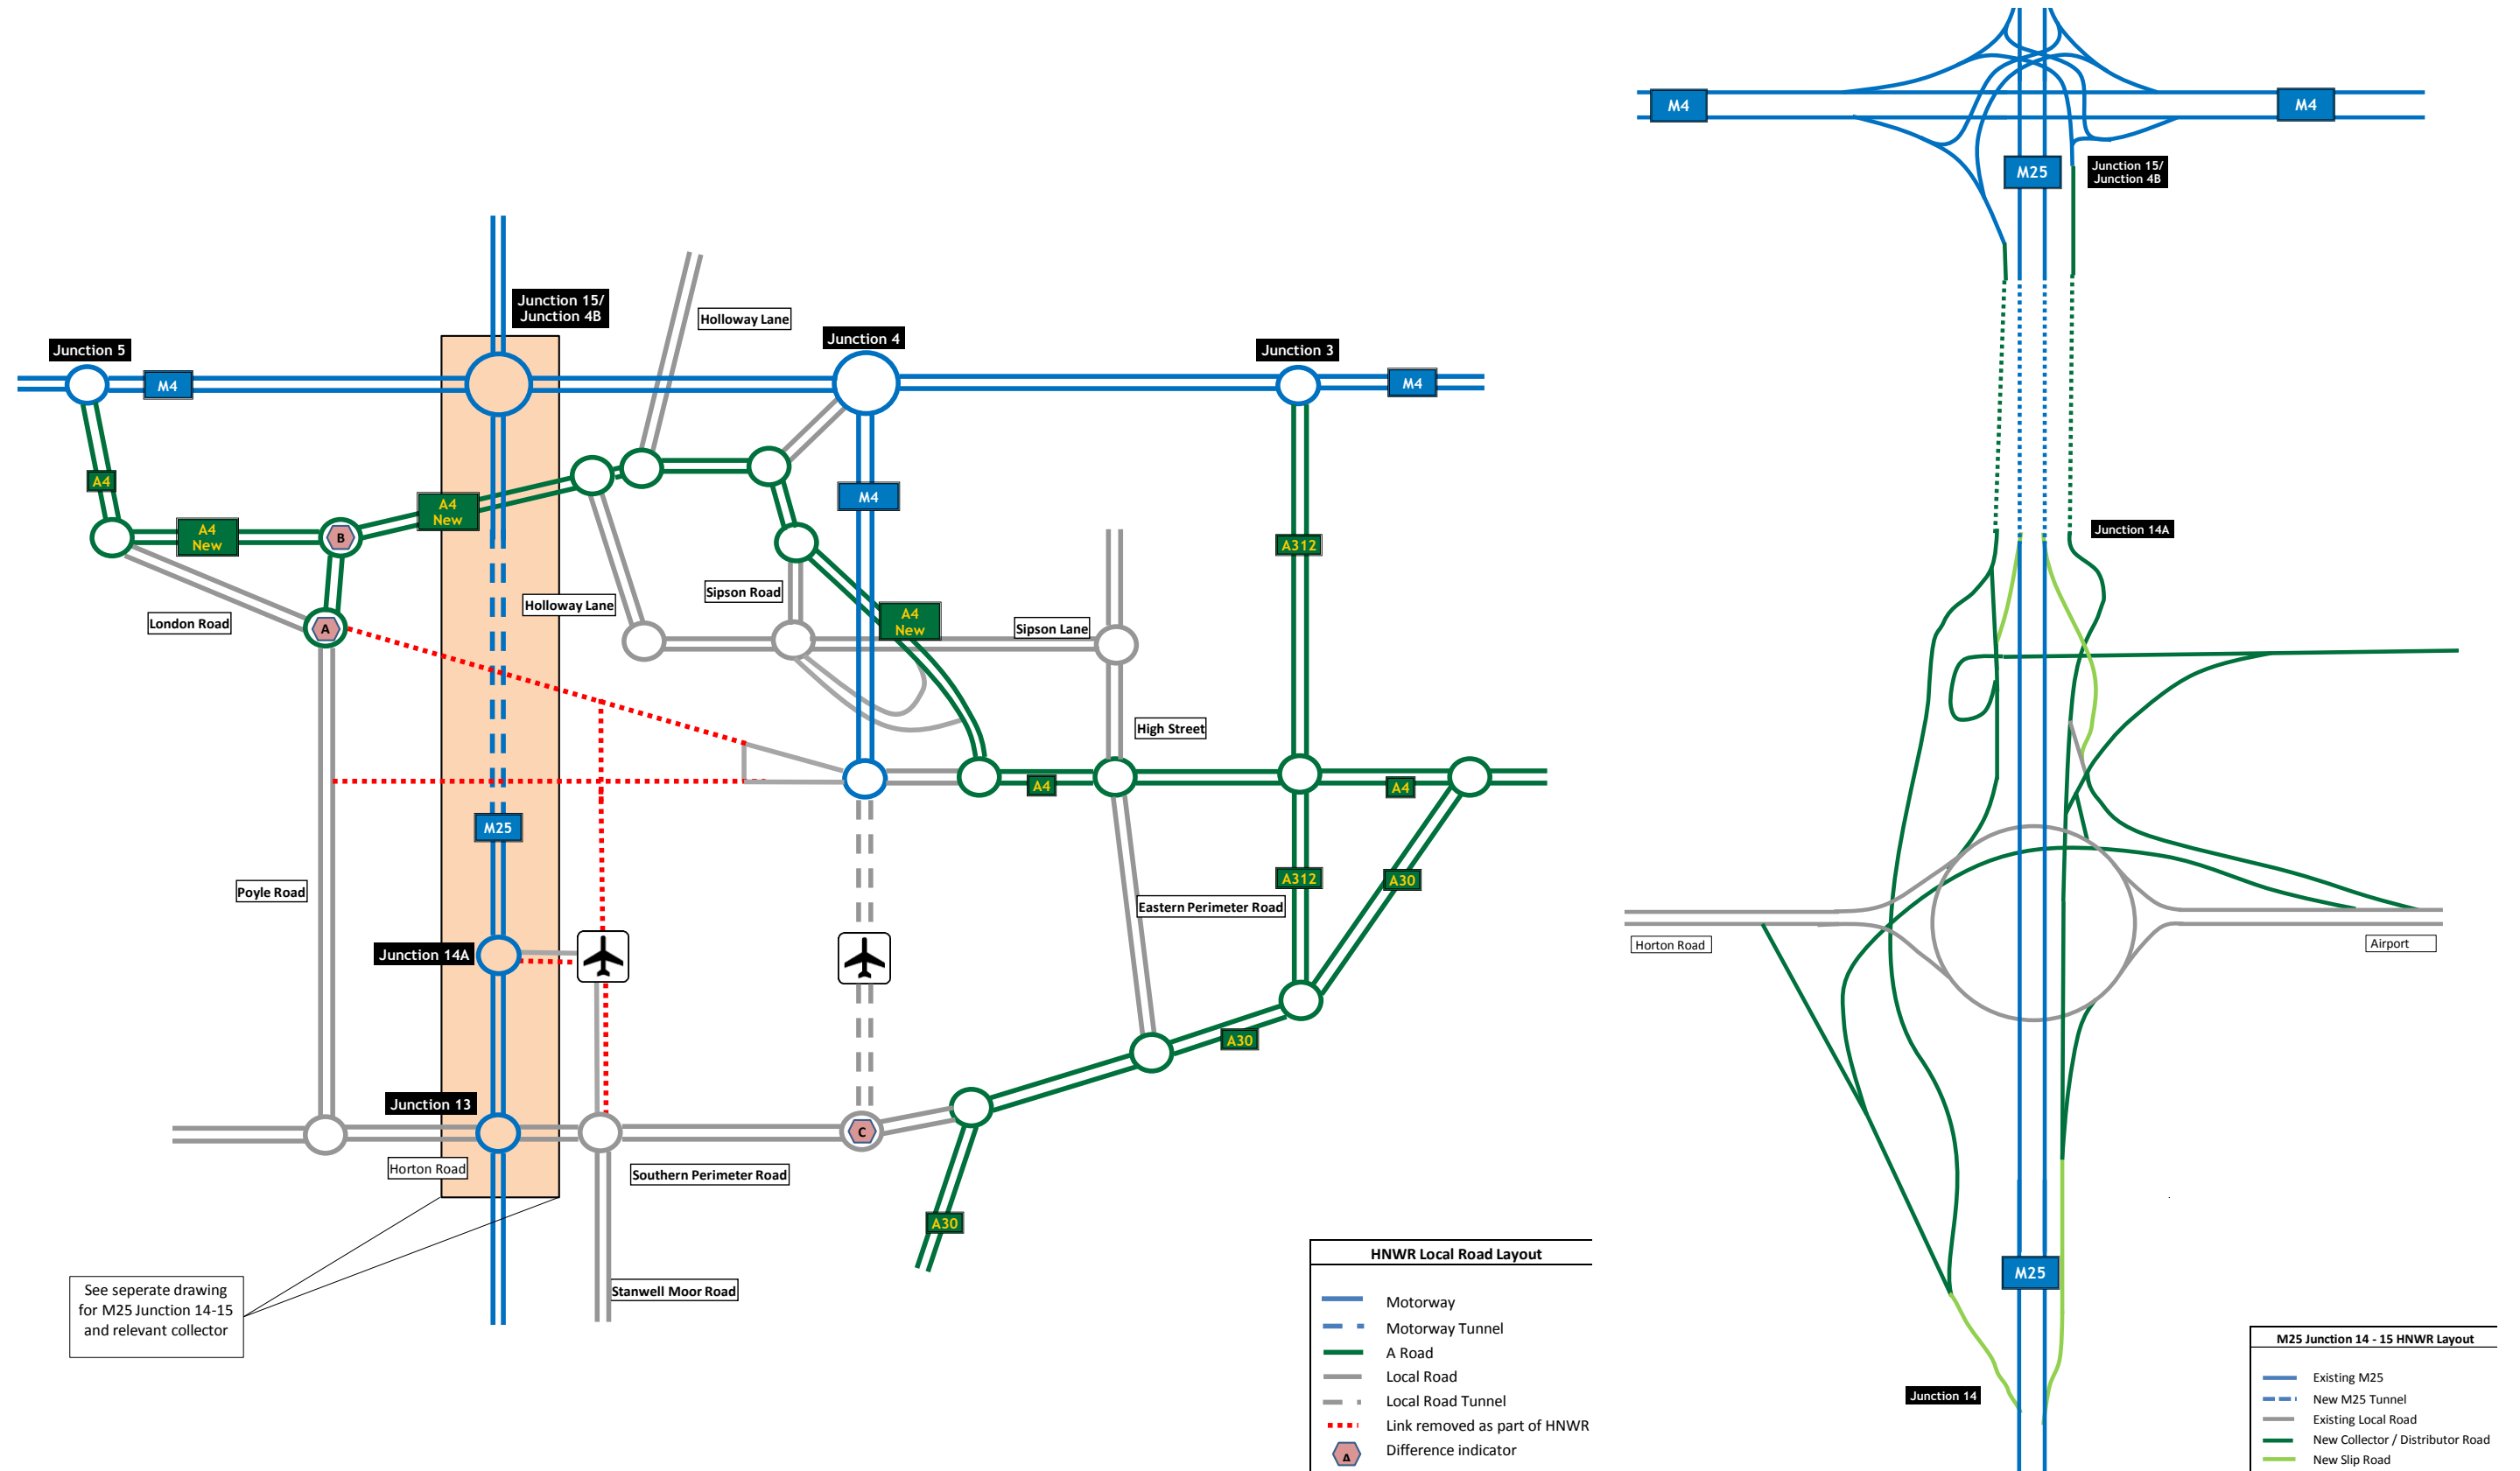 M4
M4
M25
Junction 15/
Junction 4B
Junction 15/
Junction 4B
Holloway Lane
Junction 5
Junction 4
Junction 3
M4
M4
A4
M4
A4
New
A4
New
B
A312
Junction 14A
Holloway Lane
Sipson Road
London Road
A
A4
New
Sipson Lane
High Street
A4
A4
M25
Poyle Road
A312
A30
Eastern Perimeter Road
Junction 14A
Horton Road
Airport
A30
Junction 13
C
Horton Road
Southern Perimeter Road
A30
M25
Stanwell Moor Road
See seperate drawing
for M25 Junction 14-15
and relevant collector
HNWR Local Road Layout
Motorway
Motorway Tunnel
A Road
Local Road
Local Road Tunnel
Link removed as part of HNWR
A
Difference indicator
Junction 14
M25 Junction 14 - 15 HNWR Layout
Existing M25
New M25 Tunnel
Existing Local Road
New Collector / Distributor Road
New Slip Road